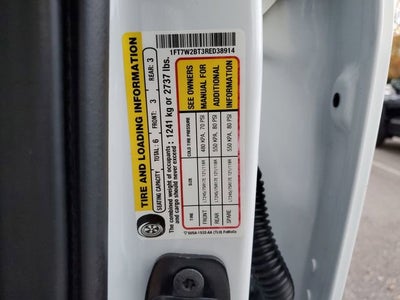 1FT7W2BT3RED38914
TIRE AND LOADING INFORMATION
SEATING CAPACITY TOTAL: 6 FRONT: 3 REAR: 3
The combined weight of occupants and cargo should never exceed : 1241 kg or 2737 lbs.
TIRE SIZE COLD TIRE PRESSURE
FRONT 480 KPA, 70 PSI
REAR 550 KPA, 80 PSI
SPARE 550 KPA, 80 PSI
SEE OWNERS
MANUAL FOR
ADDITIONAL
INFORMATION